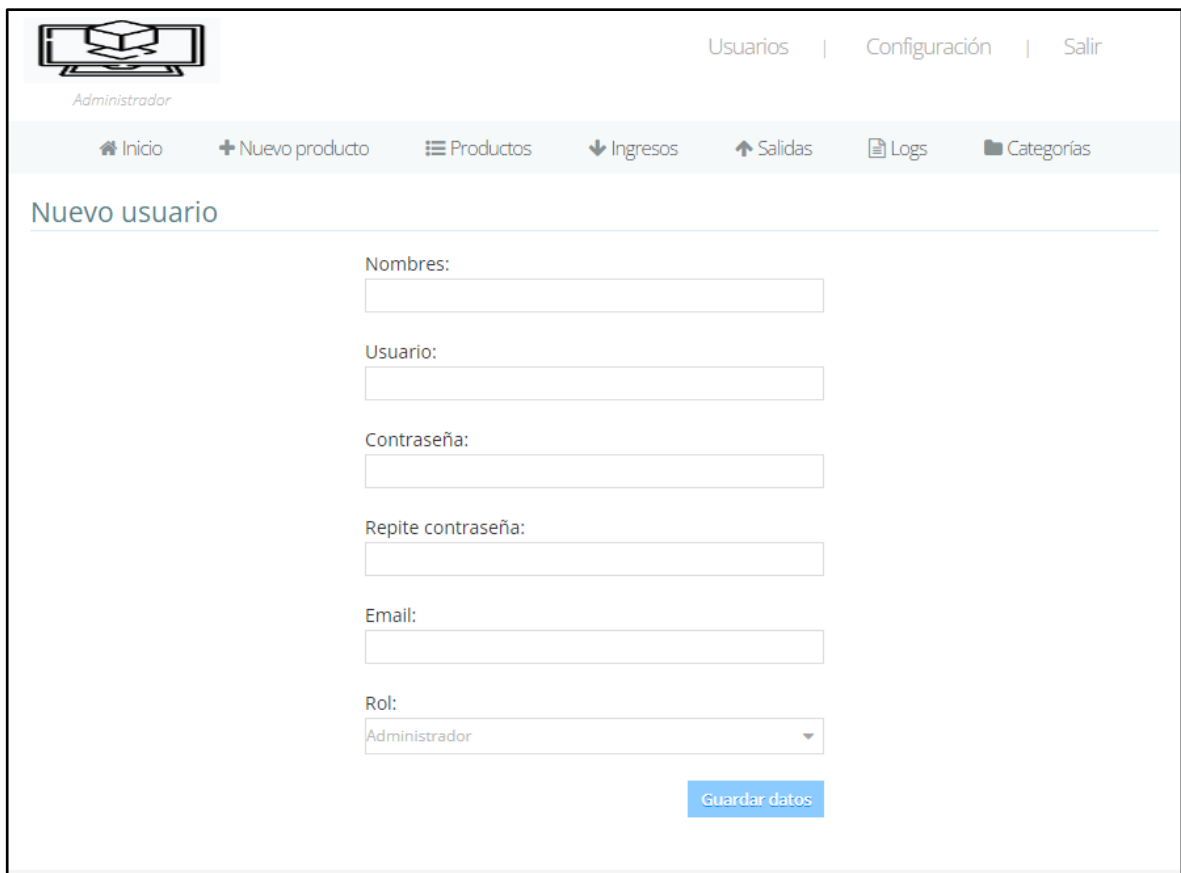 Usuarios | Configuración | Salir
Administrador
Inicio Nuevo producto Productos Ingresos Salidas Logs Categorías
Nuevo usuario
Nombres:
Usuario:
Contraseña:
Repite contraseña:
Email:
Rol:
Administrador
Guardar datos